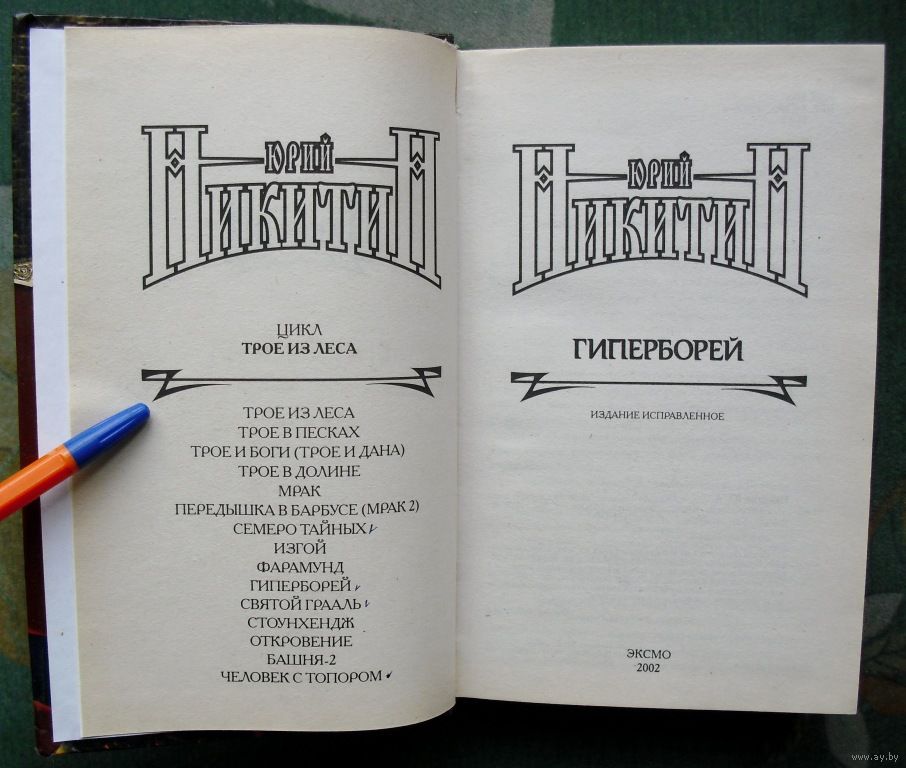 ЮРИЙ
НИКИТИН
ЦИКЛ
ТРОЕ ИЗ ЛЕСА
ТРОЕ ИЗ ЛЕСА
ТРОЕ В ПЕСКАХ
ТРОЕ И БОГИ (ТРОЕ И ДАНА)
ТРОЕ В ДОЛИНЕ
МРАК
ПЕРЕДЫШКА В БАРБУСЕ (МРАК 2)
СЕМЕРО ТАЙНЫХ
ИЗГОЙ
ФАРАМУНД
ГИПЕРБОРЕЙ
СВЯТОЙ ГРААЛЬ
СТОУНХЕНДЖ
ОТКРОВЕНИЕ
БАШНЯ-2
ЧЕЛОВЕК С ТОПОРОМ
ЮРИЙ
НИКИТИН
ГИПЕРБОРЕЙ
ИЗДАНИЕ ИСПРАВЛЕННОЕ
ЭКСМО
2002
www.ay.by